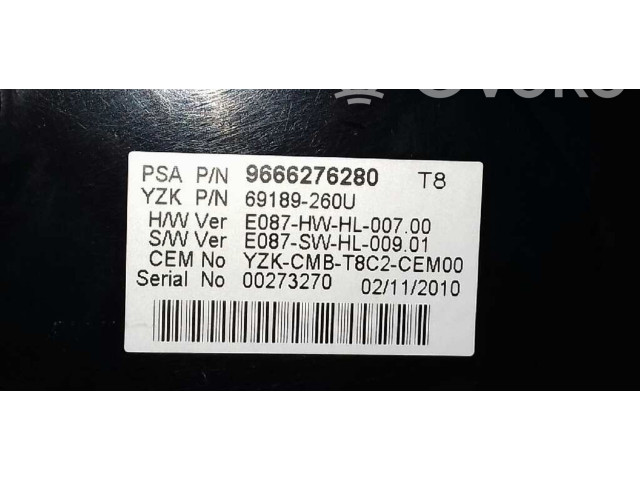 PSA P/N 9666276280 T8
YZK P/N 69189-260U
H/W Ver E087-HW-HL-007.00
S/W Ver E087-SW-HL-009.01
CEM No YZK-CMB-T8C2-CEM00
Serial No 00273270 02/11/2010